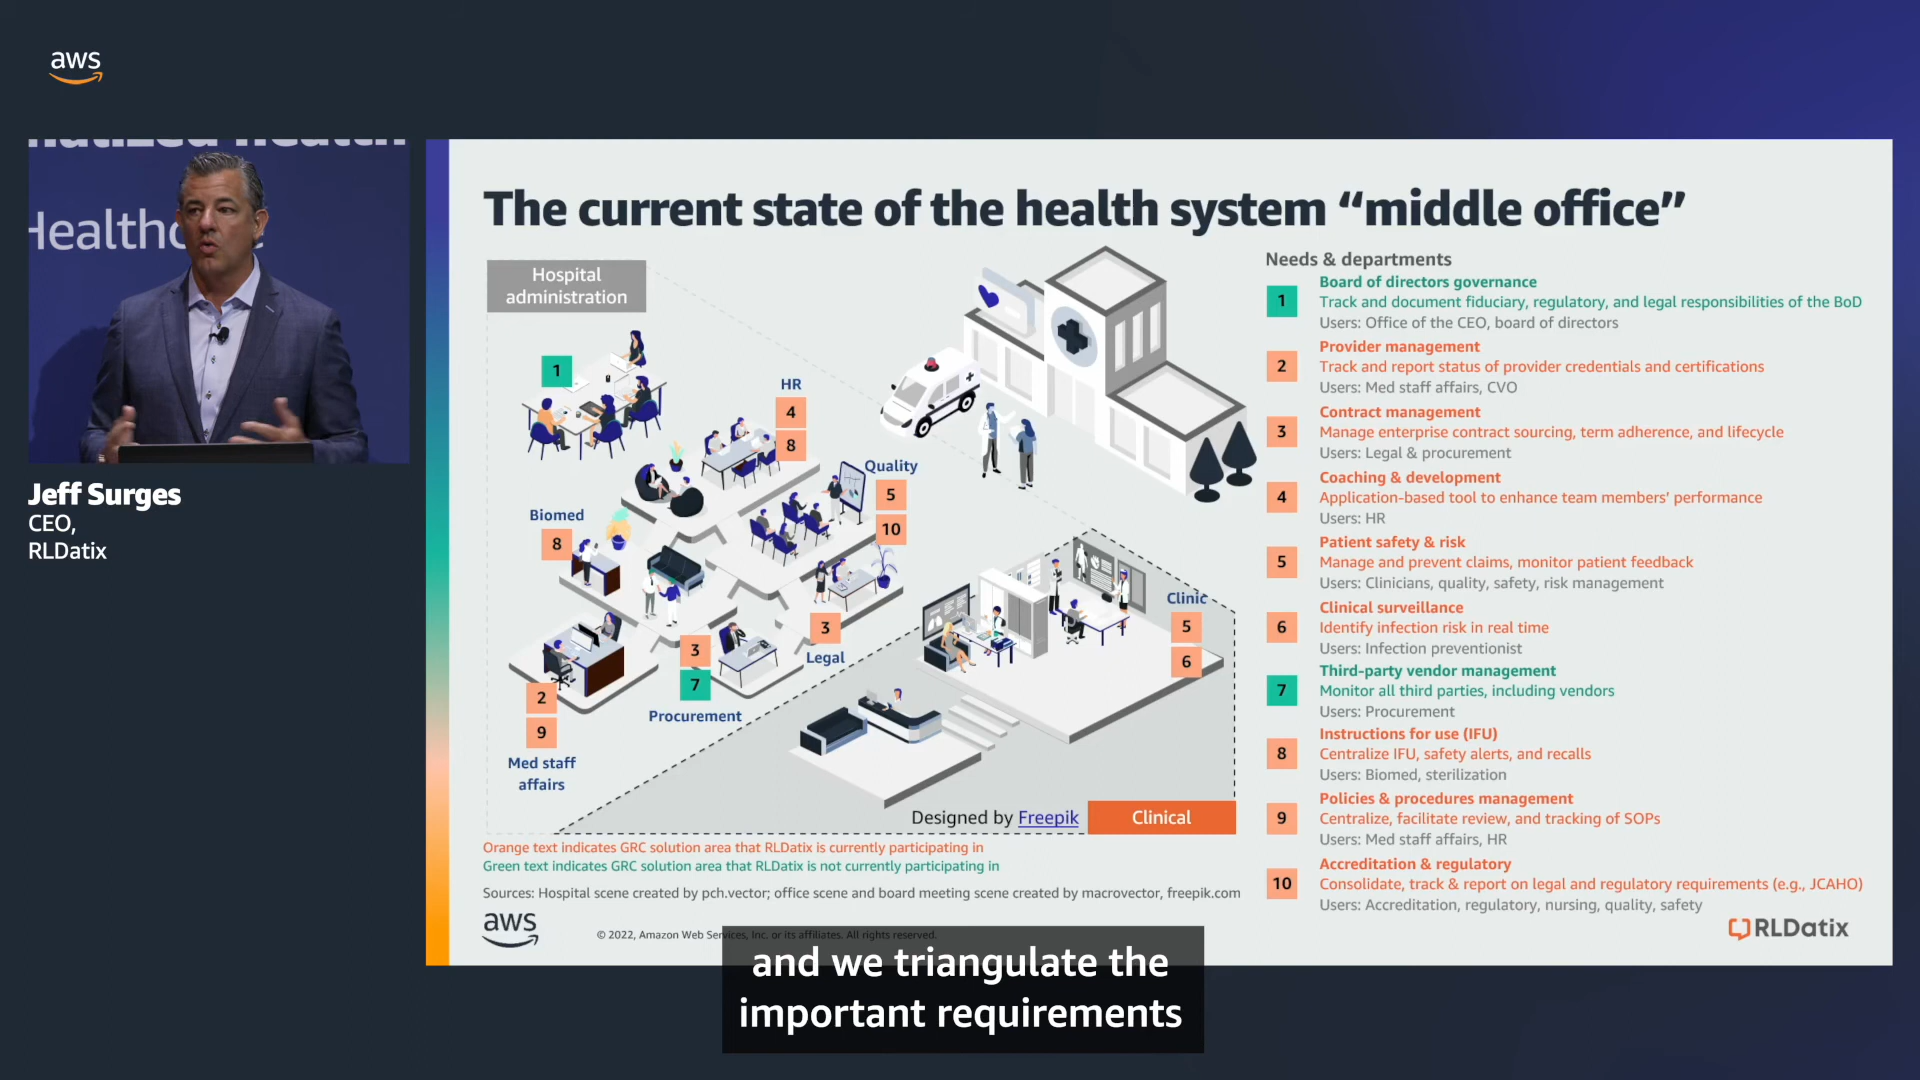 aws
Healthc
Jeff Surges
CEO,
RLDatix
The current state of the health system “middle office”
Hospital
administration
1
HR
4
8
Quality
5
10
Biomed
8
3
Legal
3
7
Procurement
2
9
Med staff
affairs
Clinic
5
6
Designed by Freepik
Clinical
Orange text indicates GRC solution area that RLDatix is currently participating in
Green text indicates GRC solution area that RLDatix is not currently participating in
Sources: Hospital scene created by pch.vector; office scene and board meeting scene created by macrovector, freepik.com
Needs & departments
1
Board of directors governance
Track and document fiduciary, regulatory, and legal responsibilities of the BoD
Users: Office of the CEO, board of directors
2
Provider management
Track and report status of provider credentials and certifications
Users: Med staff affairs, CVO
3
Contract management
Manage enterprise contract sourcing, term adherence, and lifecycle
Users: Legal & procurement
4
Coaching & development
Application-based tool to enhance team members’ performance
Users: HR
5
Patient safety & risk
Manage and prevent claims, monitor patient feedback
Users: Clinicians, quality, safety, risk management
6
Clinical surveillance
Identify infection risk in real time
Users: Infection preventionist
7
Third-party vendor management
Monitor all third parties, including vendors
Users: Procurement
8
Instructions for use (IFU)
Centralize IFU, safety alerts, and recalls
Users: Biomed, sterilization
9
Policies & procedures management
Centralize, facilitate review, and tracking of SOPs
Users: Med staff affairs, HR
10
Accreditation & regulatory
Consolidate, track & report on legal and regulatory requirements (e.g., JCAHO)
Users: Accreditation, regulatory, nursing, quality, safety
aws
© 2022, Amazon Web Services, Inc. or its affiliates. All rights reserved.
RLDatix
and we triangulate the
important requirements